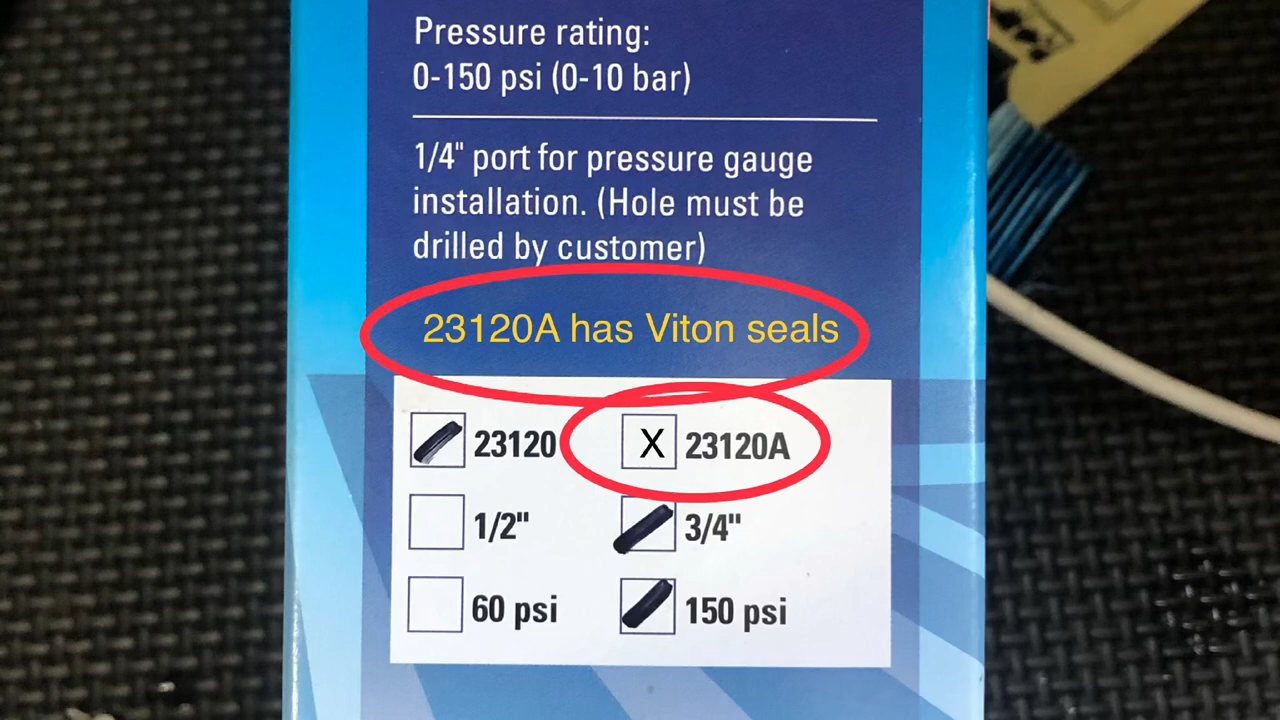 Pressure rating:
0-150 psi (0-10 bar)
1/4" port for pressure gauge
installation. (Hole must be
drilled by customer)
23120A has Viton seals
23120 X 23120A
1/2" 3/4"
60 psi 150 psi